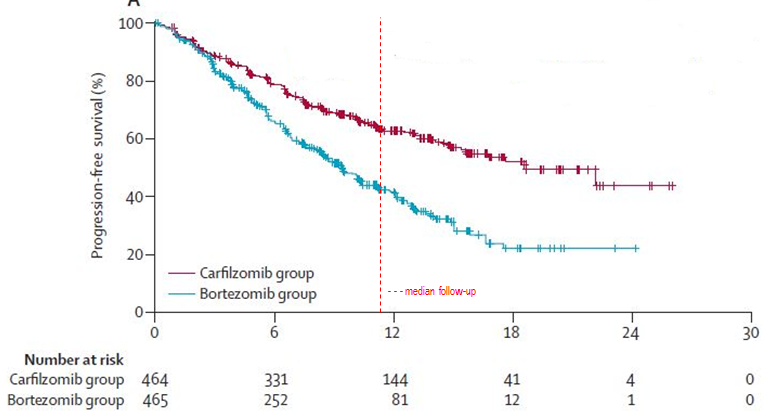 A
Progression-free survival (%)
100
80
60
40
20
0
Carfilzomib group
Bortezomib group
---median follow-up
0 6 12 18 24 30
Number at risk
Carfilzomib group 464 331 144 41 4 0
Bortezomib group 465 252 81 12 1 0